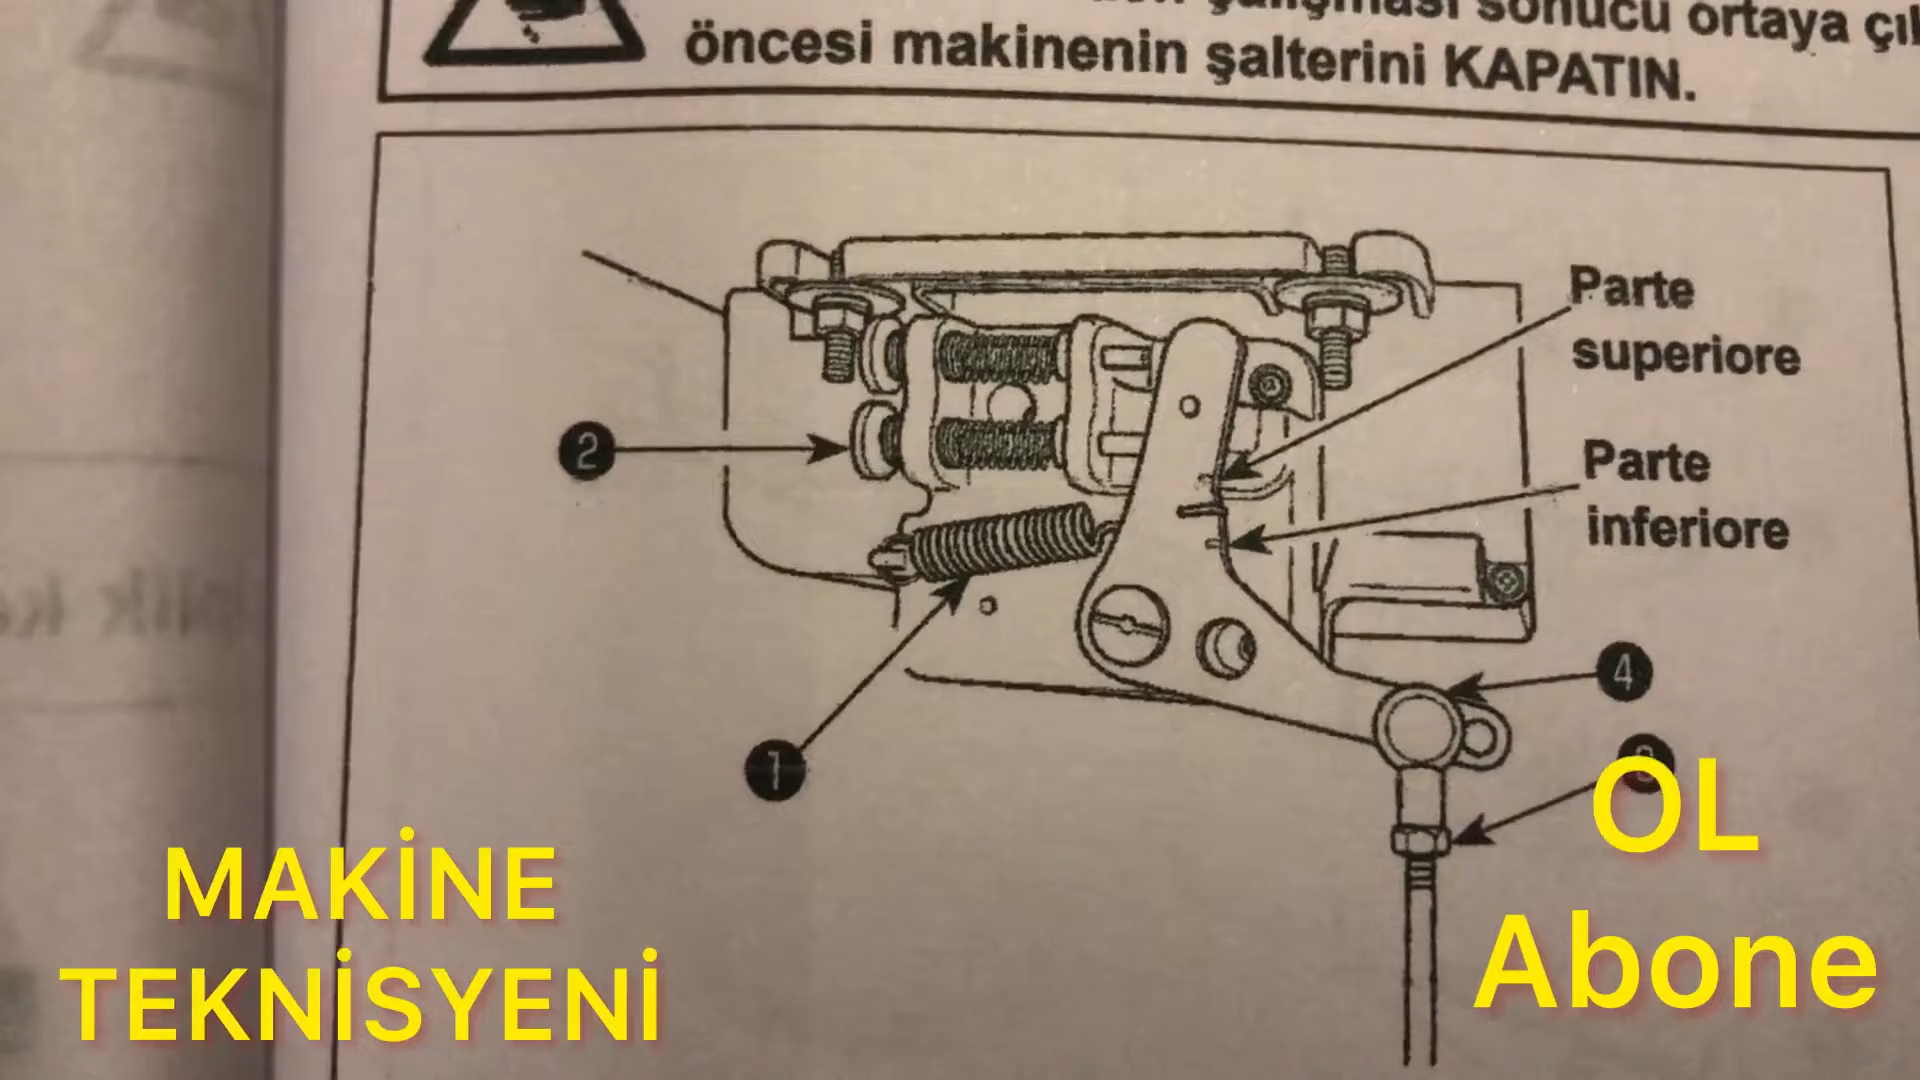 sonucu ortaya
öncesi makinenin şalterini KAPATIN.
Parte
superiore
Parte
inferiore
2
1
4
MAKİNE
TEKNİSYENİ
OL
Abone